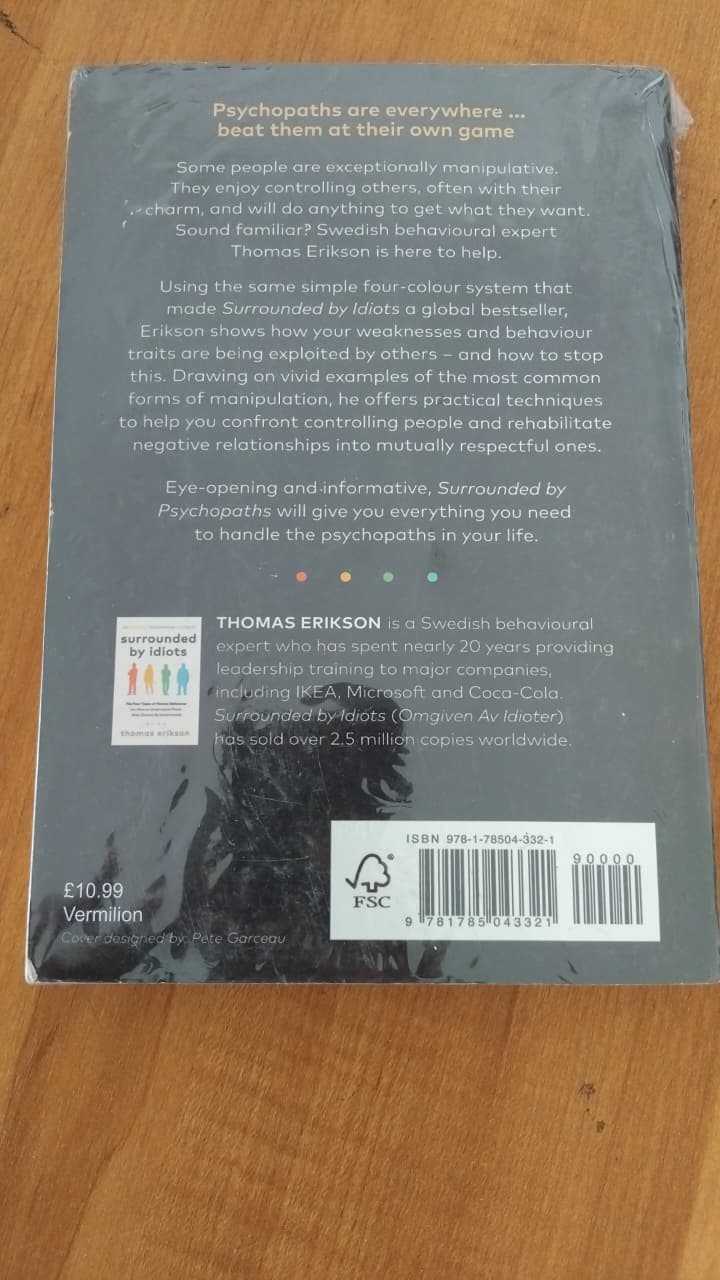 Psychopaths are everywhere ...
beat them at their own game
Some people are exceptionally manipulative.
They enjoy controlling others, often with their
charm, and will do anything to get what they want.
Sound familiar? Swedish behavioural expert
Thomas Erikson is here to help.
Using the same simple four-colour system that
made Surrounded by Idiots a global bestseller,
Erikson shows how your weaknesses and behaviour
traits are being exploited by others – and how to stop
this. Drawing on vivid examples of the most common
forms of manipulation, he offers practical techniques
to help you confront controlling people and rehabilitate
negative relationships into mutually respectful ones.
Eye-opening and informative, Surrounded by
Psychopaths will give you everything you need
to handle the psychopaths in your life.
surrounded
by idiots
thomas erikson
THOMAS ERIKSON is a Swedish behavioural
expert who has spent nearly 20 years providing
leadership training to major companies,
including IKEA, Microsoft and Coca-Cola.
Surrounded by Idiots (Omgiven Av Idioter)
has sold over 2.5 million copies worldwide.
£10.99
Vermilion
Cover designed by: Pete Garceau
FSC
ISBN 978-1-78504-332-1
90000
9 781785 043321